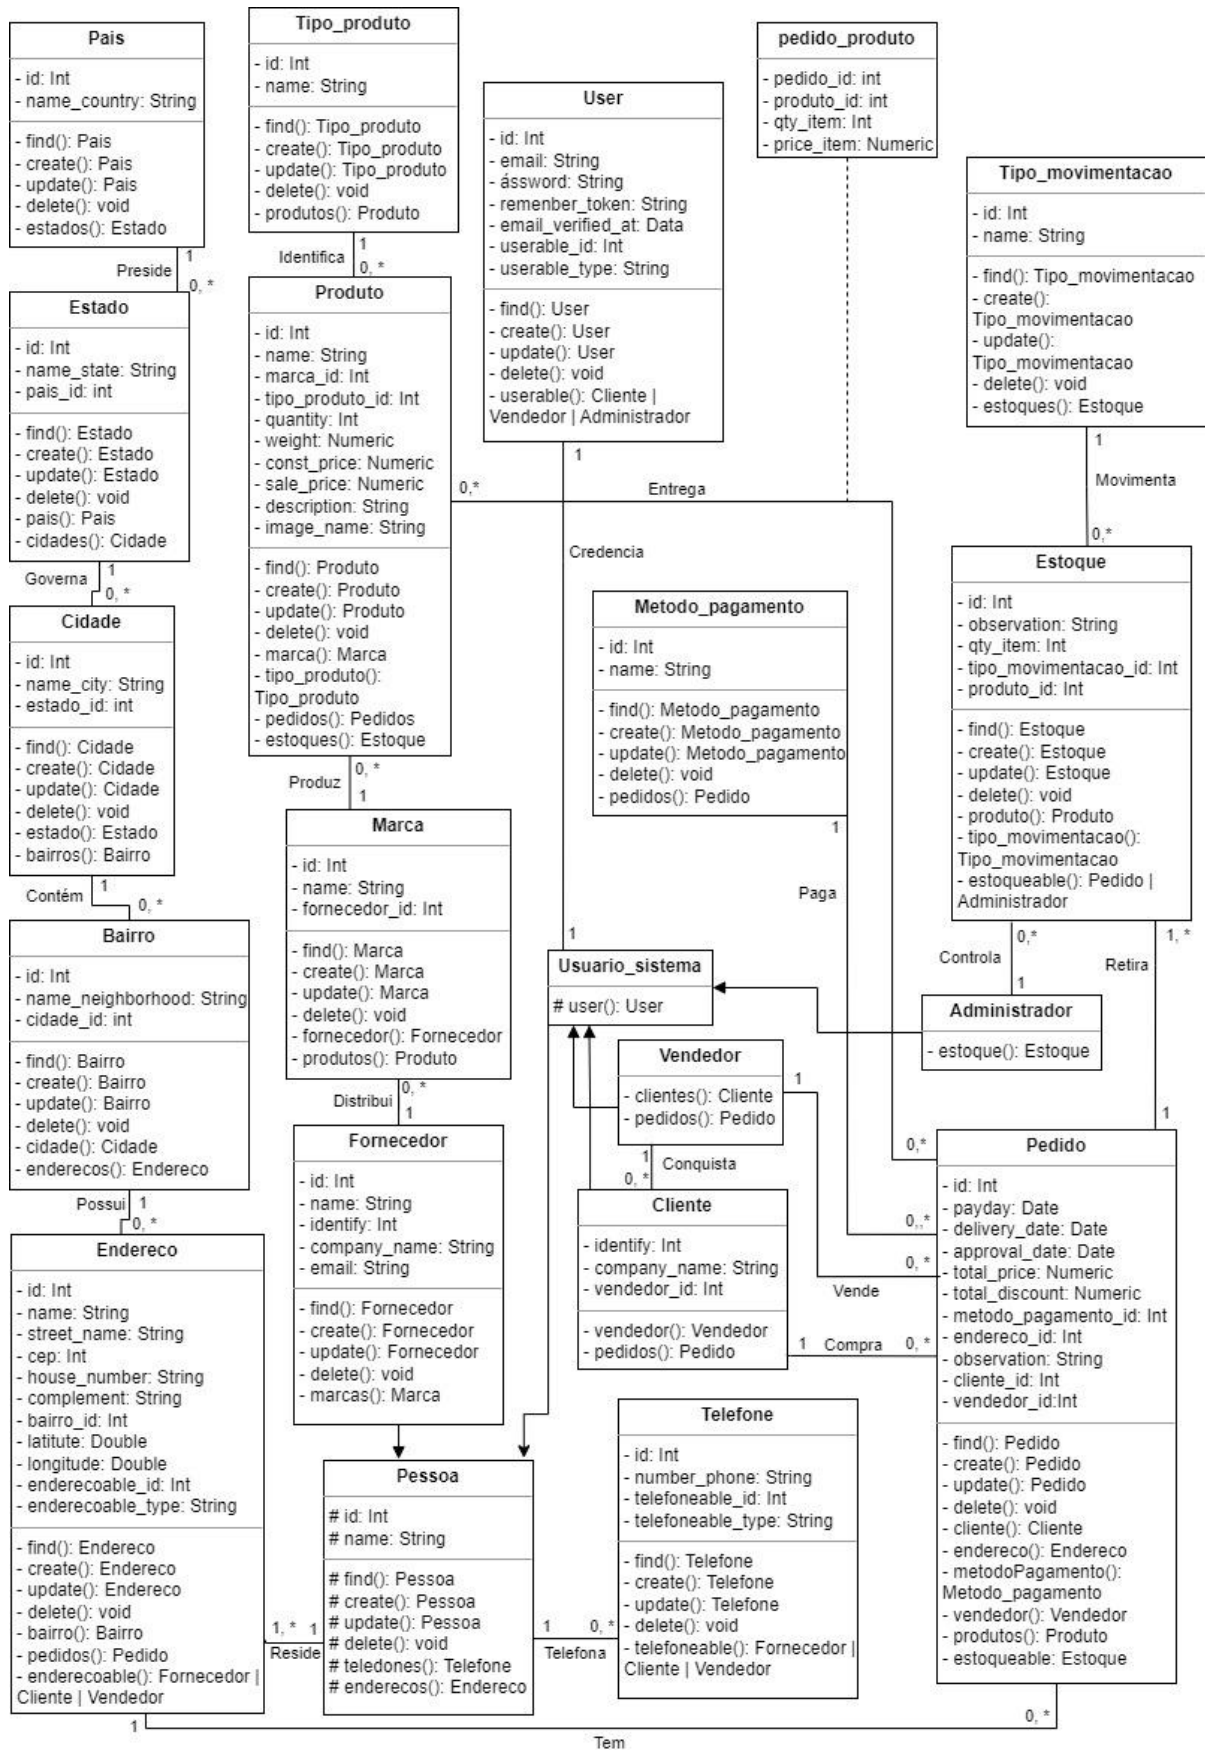 Pais
- id: Int
- name_country: String
- find(): Pais
- create(): Pais
- update(): Pais
- delete(): void
- estados(): Estado
1
Preside
0, *
Estado
- id: Int
- name_state: String
- pais_id: int
- find(): Estado
- create(): Estado
- update(): Estado
- delete(): void
- pais(): Pais
- cidades(): Cidade
1
Governa
0, *
Cidade
- id: Int
- name_city: String
- estado_id: int
- find(): Cidade
- create(): Cidade
- update(): Cidade
- delete(): void
- estado(): Estado
- bairros(): Bairro
1
Contém
0, *
Bairro
- id: Int
- name_neighborhood: String
- cidade_id: int
- find(): Bairro
- create(): Bairro
- update(): Bairro
- delete(): void
- cidade(): Cidade
- enderecos(): Endereco
Possui
1
0, *
Endereco
- id: Int
- name: String
- street_name: String
- cep: Int
- house_number: String
- complement: String
- bairro_id: Int
- latitute: Double
- longitude: Double
- enderecoable_id: Int
- enderecoable_type: String
- find(): Endereco
- create(): Endereco
- update(): Endereco
- delete(): void
- bairro(): Bairro
- pedidos(): Pedido
- enderecoable(): Fornecedor |
Cliente | Vendedor
Tipo_produto
- id: Int
- name: String
- find(): Tipo_produto
- create(): Tipo_produto
- update(): Tipo_produto
- delete(): void
- produtos(): Produto
1
Identifica
0, *
Produto
- id: Int
- name: String
- marca_id: Int
- tipo_produto_id: Int
- quantity: Int
- weight: Numeric
- const_price: Numeric
- sale_price: Numeric
- description: String
- image_name: String
- find(): Produto
- create(): Produto
- update(): Produto
- delete(): void
- marca(): Marca
- tipo_produto():
Tipo_produto
- pedidos(): Pedidos
- estoques(): Estoque
0, *
Produz
1
Marca
- id: Int
- name: String
- fornecedor_id: Int
- find(): Marca
- create(): Marca
- update(): Marca
- delete(): void
- fornecedor(): Fornecedor
- produtos(): Produto
0, *
Distribui
1
Fornecedor
- id: Int
- name: String
- identify: Int
- company_name: String
- email: String
- find(): Fornecedor
- create(): Fornecedor
- update(): Fornecedor
- delete(): void
- marcas(): Marca
Pessoa
# id: Int
# name: String
# find(): Pessoa
# create(): Pessoa
# update(): Pessoa
# delete(): void
# teledones(): Telefone
# enderecos(): Endereco
1, *
1
Reside
User
- id: Int
- email: String
- ássword: String
- remenber_token: String
- email_verified_at: Data
- userable_id: Int
- userable_type: String
- find(): User
- create(): User
- update(): User
- delete(): void
- userable(): Cliente |
Vendedor | Administrador
1
Credencia
1
0,*
Entrega
0,*
Metodo_pagamento
- id: Int
- name: String
- find(): Metodo_pagamento
- create(): Metodo_pagamento
- update(): Metodo_pagamento
- delete(): void
- pedidos(): Pedido
1
Paga
0,,*
Usuario_sistema
# user(): User
Vendedor
- clientes(): Cliente
- pedidos(): Pedido
1
Conquista
0, *
1
Vende
0, *
Cliente
- identify: Int
- company_name: String
- vendedor_id: Int
- vendedor(): Vendedor
- pedidos(): Pedido
1
Compra
0, *
Telefone
- id: Int
- number_phone: String
- telefoneable_id: Int
- telefoneable_type: String
- find(): Telefone
- create(): Telefone
- update(): Telefone
- delete(): void
- telefoneable(): Fornecedor |
Cliente | Vendedor
1
0, *
Telefona
pedido_produto
- pedido_id: int
- produto_id: int
- qty_item: Int
- price_item: Numeric
Tipo_movimentacao
- id: Int
- name: String
- find(): Tipo_movimentacao
- create():
Tipo_movimentacao
- update():
Tipo_movimentacao
- delete(): void
- estoques(): Estoque
1
Movimenta
0,*
Estoque
- id: Int
- observation: String
- qty_item: Int
- tipo_movimentacao_id: Int
- produto_id: Int
- find(): Estoque
- create(): Estoque
- update(): Estoque
- delete(): void
- produto(): Produto
- tipo_movimentacao():
Tipo_movimentacao
- estoqueable(): Pedido |
Administrador
0,*
Controla
1
1, *
Retira
1
Administrador
- estoque(): Estoque
Pedido
- id: Int
- payday: Date
- delivery_date: Date
- approval_date: Date
- total_price: Numeric
- total_discount: Numeric
- metodo_pagamento_id: Int
- endereco_id: Int
- observation: String
- cliente_id: Int
- vendedor_id:Int
- find(): Pedido
- create(): Pedido
- update(): Pedido
- delete(): void
- cliente(): Cliente
- endereco(): Endereco
- metodoPagamento():
Metodo_pagamento
- vendedor(): Vendedor
- produtos(): Produto
- estoqueable: Estoque
1
0, *
Tem